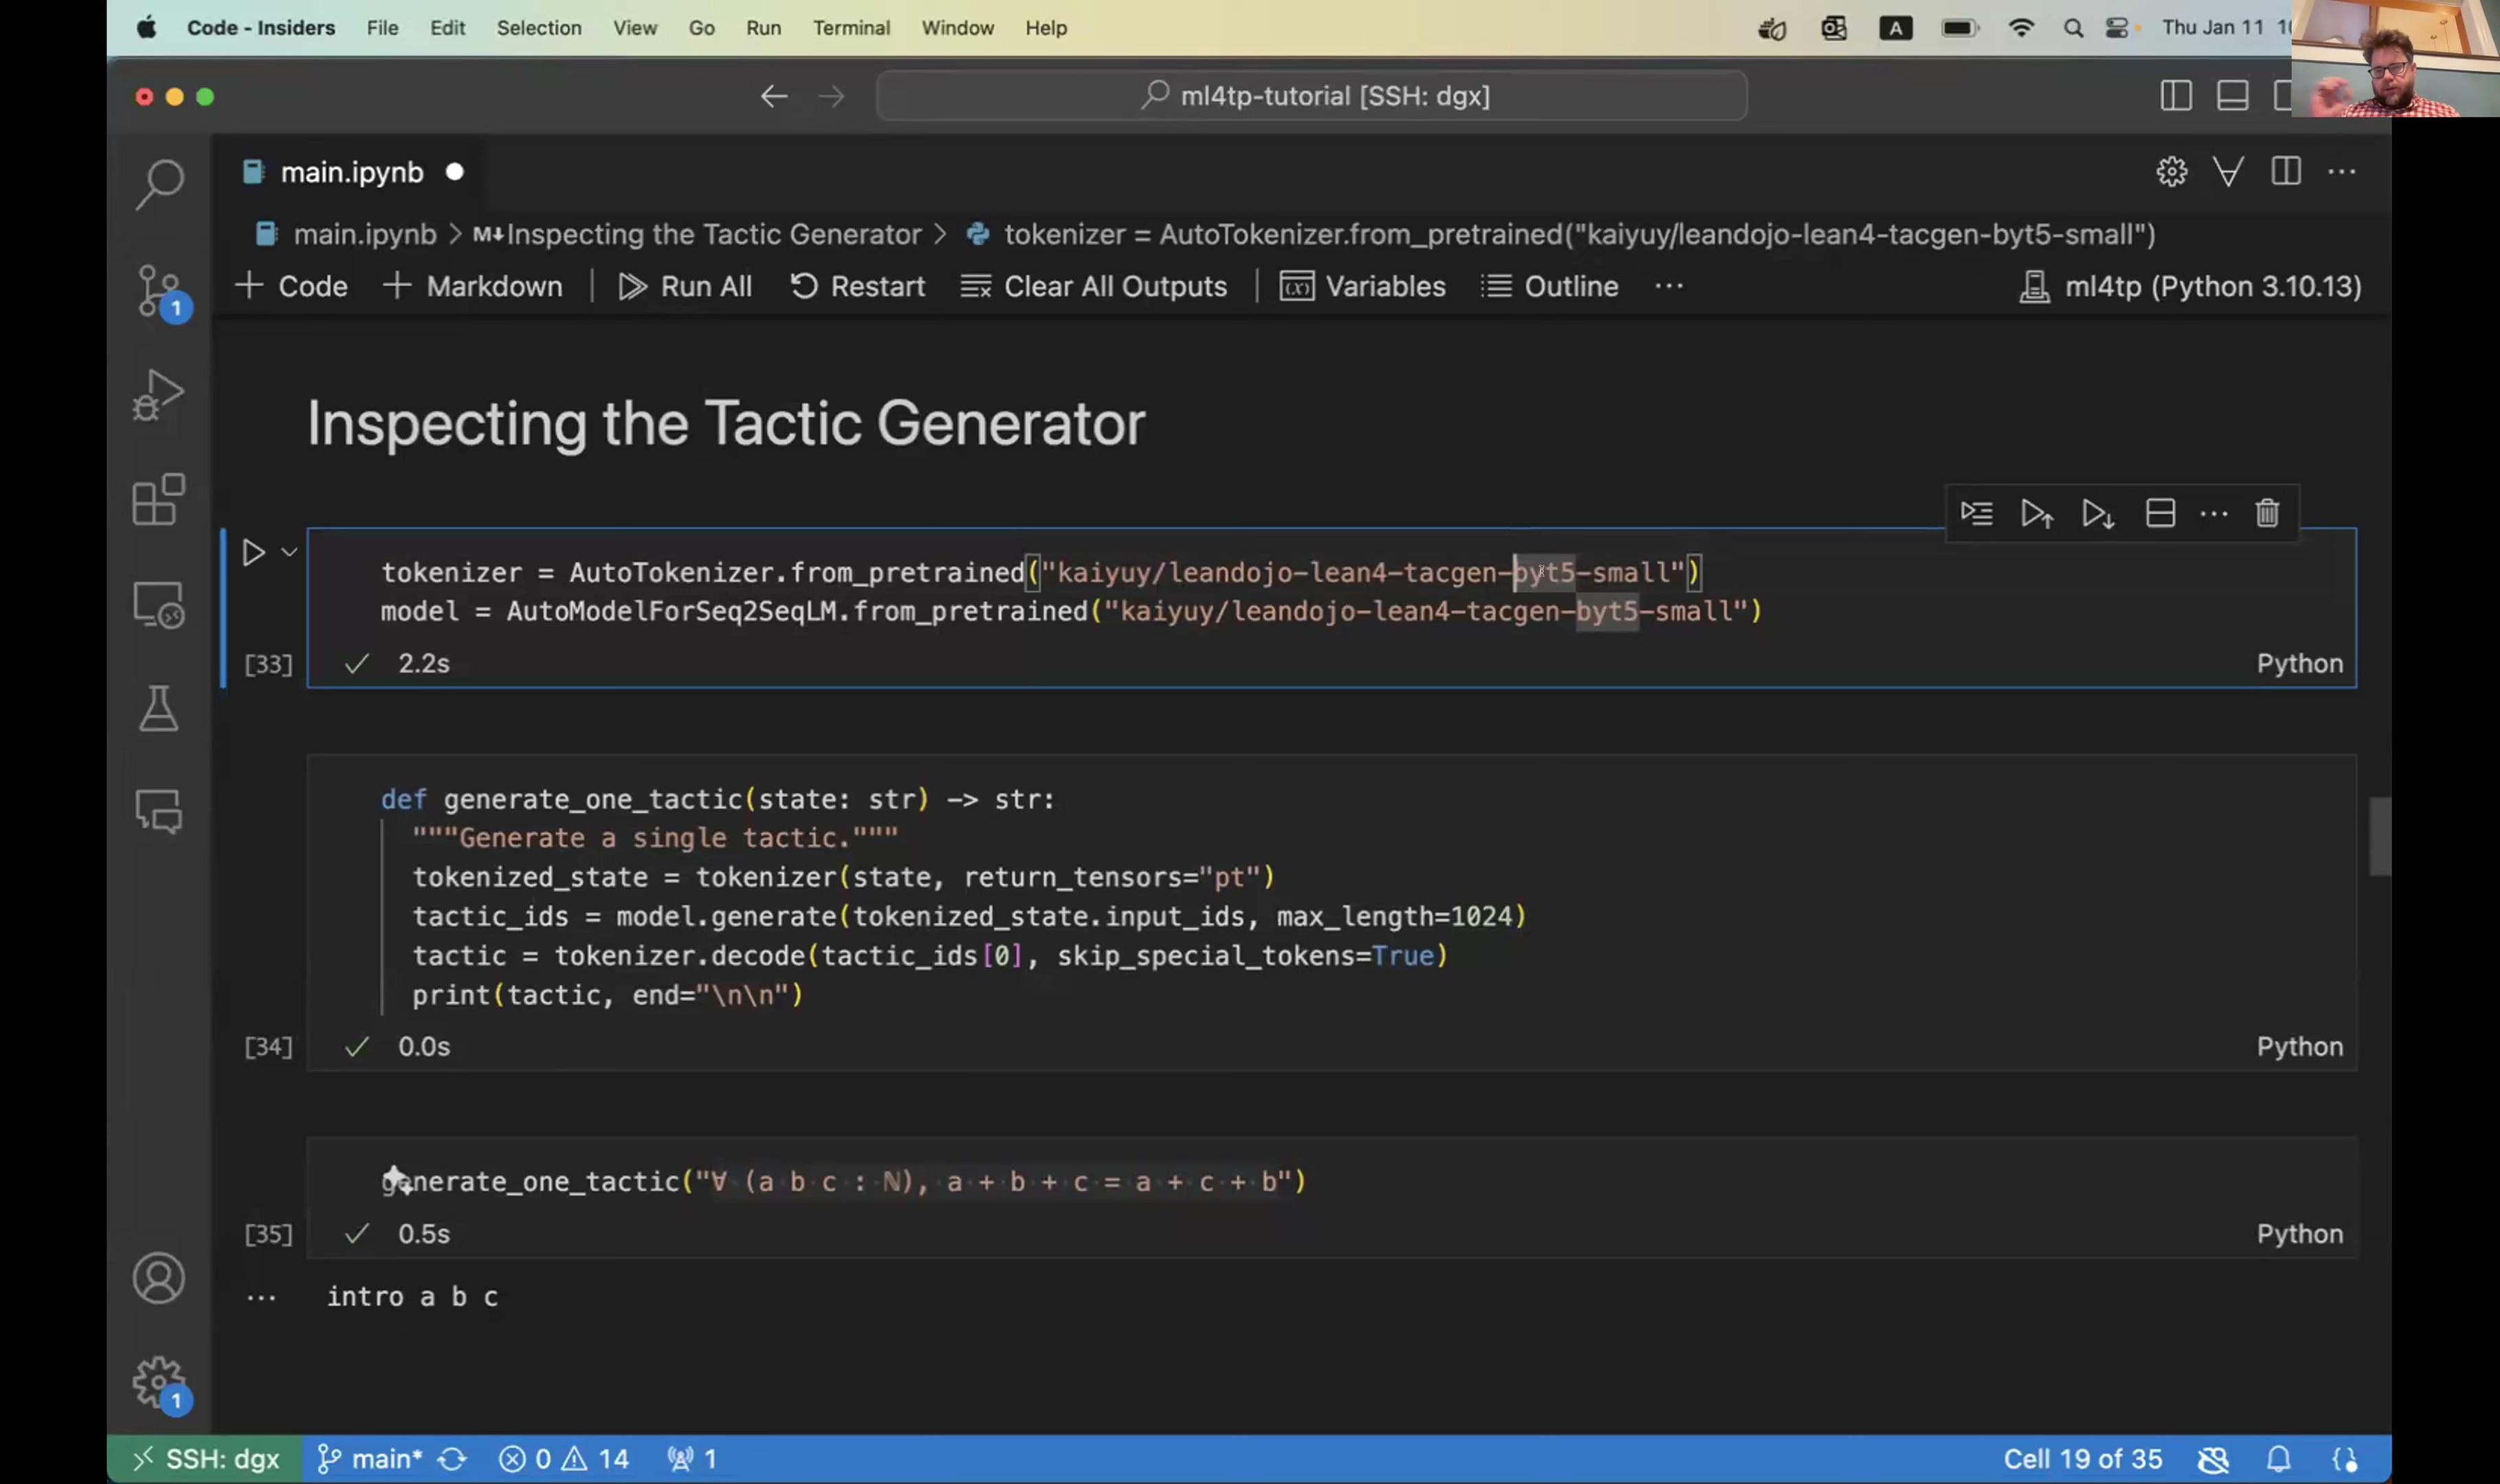 Code - Insiders File Edit Selection View Go Run Terminal Window Help A Thu Jan 11
ml4tp-tutorial [SSH: dgx]
main.ipynb
main.ipynb > M↓Inspecting the Tactic Generator > tokenizer = AutoTokenizer.from_pretrained("kaiyuy/leandojo-lean4-tacgen-byt5-small")
+ Code + Markdown | Run All Restart Clear All Outputs | Variables Outline ... ml4tp (Python 3.10.13)
1
Inspecting the Tactic Generator
tokenizer = AutoTokenizer.from_pretrained("kaiyuy/leandojo-lean4-tacgen-byt5-small")
model = AutoModelForSeq2SeqLM.from_pretrained("kaiyuy/leandojo-lean4-tacgen-byt5-small")
[33] ✓ 2.2s Python
def generate_one_tactic(state: str) -> str:
"""Generate a single tactic."""
tokenized_state = tokenizer(state, return_tensors="pt")
tactic_ids = model.generate(tokenized_state.input_ids, max_length=1024)
tactic = tokenizer.decode(tactic_ids[0], skip_special_tokens=True)
print(tactic, end="\n\n")
[34] ✓ 0.0s Python
generate_one_tactic("∀ (a b c : ℕ), a + b + c = a + c + b")
[35] ✓ 0.5s Python
... intro a b c
1
SSH: dgx main* 0 14 1 Cell 19 of 35